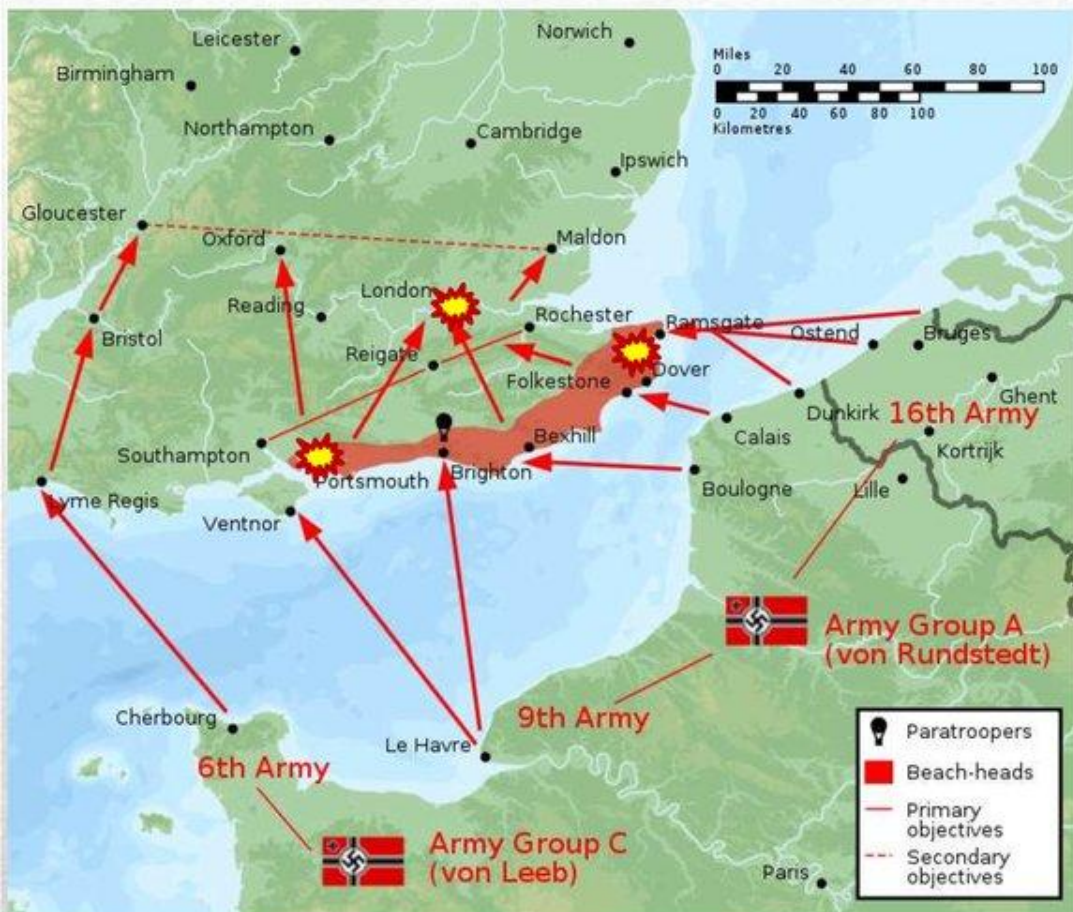 Leicester
Norwich
Birmingham
Miles
0 20 40 60 80 100
0 20 40 60 80 100
Kilometres
Northampton
Cambridge
Ipswich
Gloucester
Oxford
Maldon
London
Reading
Rochester
Ramsgate
Bristol
Ostend
Bruges
Reigate
Folkestone
Dover
Ghent
Dunkirk
16th Army
Calais
Kortrijk
Southampton
Bexhill
Portsmouth
Brighton
Boulogne
Lille
Lyme Regis
Ventnor
Army Group A
(von Rundstedt)
Cherbourg
9th Army
Le Havre
6th Army
Army Group C
(von Leeb)
Paris
Paratroopers
Beach-heads
Primary
objectives
Secondary
objectives